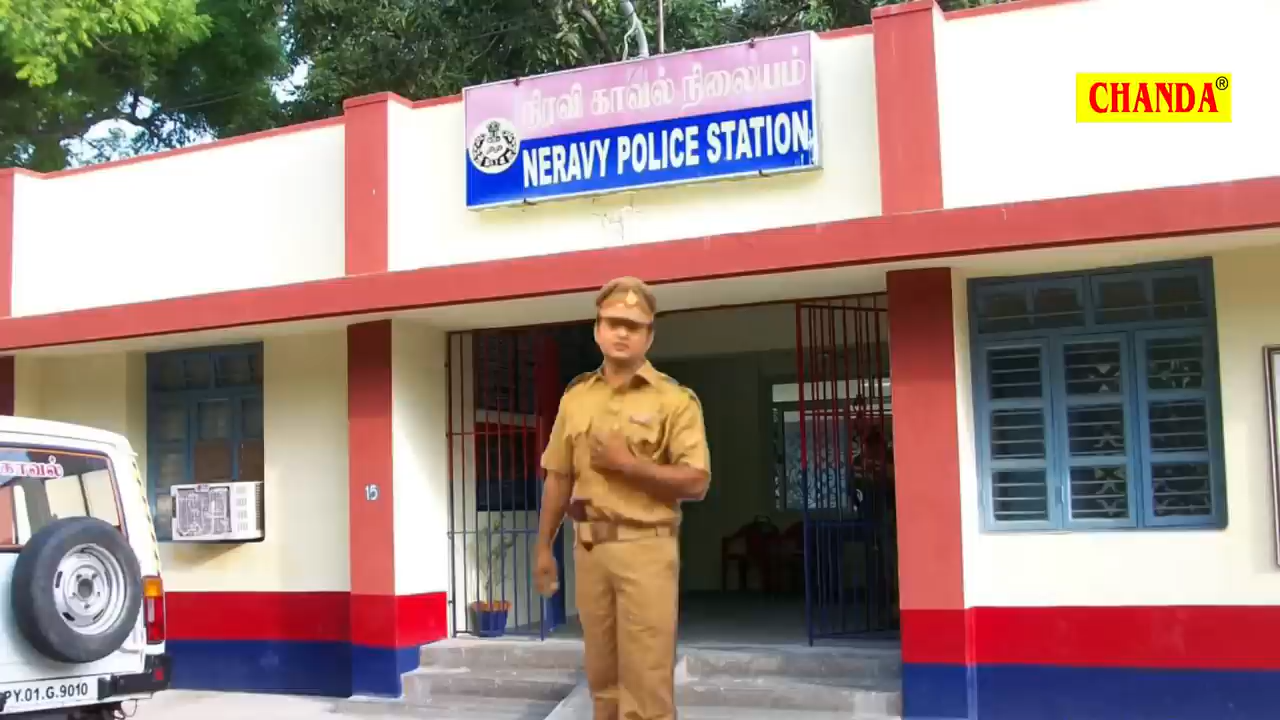 நிரவி காவல் நிலையம்
NERAVY POLICE STATION
CHANDA®
காவல்
15
PY.01.G.9010